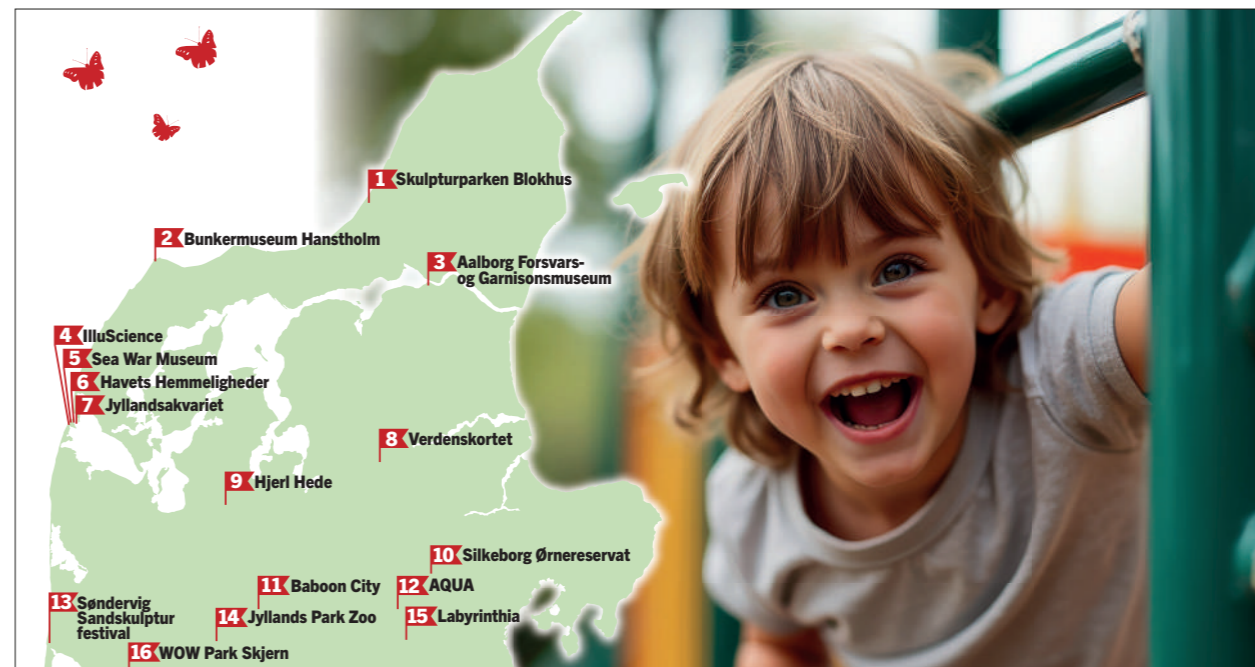 1 Skulpturparken Blokhus
2 Bunkermuseum Hanstholm
3 Aalborg Forsvars-
og Garnisonsmuseum
4 IlluScience
5 Sea War Museum
6 Havets Hemmeligheder
7 Jyllandsakvariet
8 Verdenskortet
9 Hjerl Hede
10 Silkeborg Ørnereservat
11 Baboon City
12 AQUA
13 Søndervig
Sandskulptur
festival
14 Jyllands Park Zoo
15 Labyrinthia
16 WOW Park Skjern